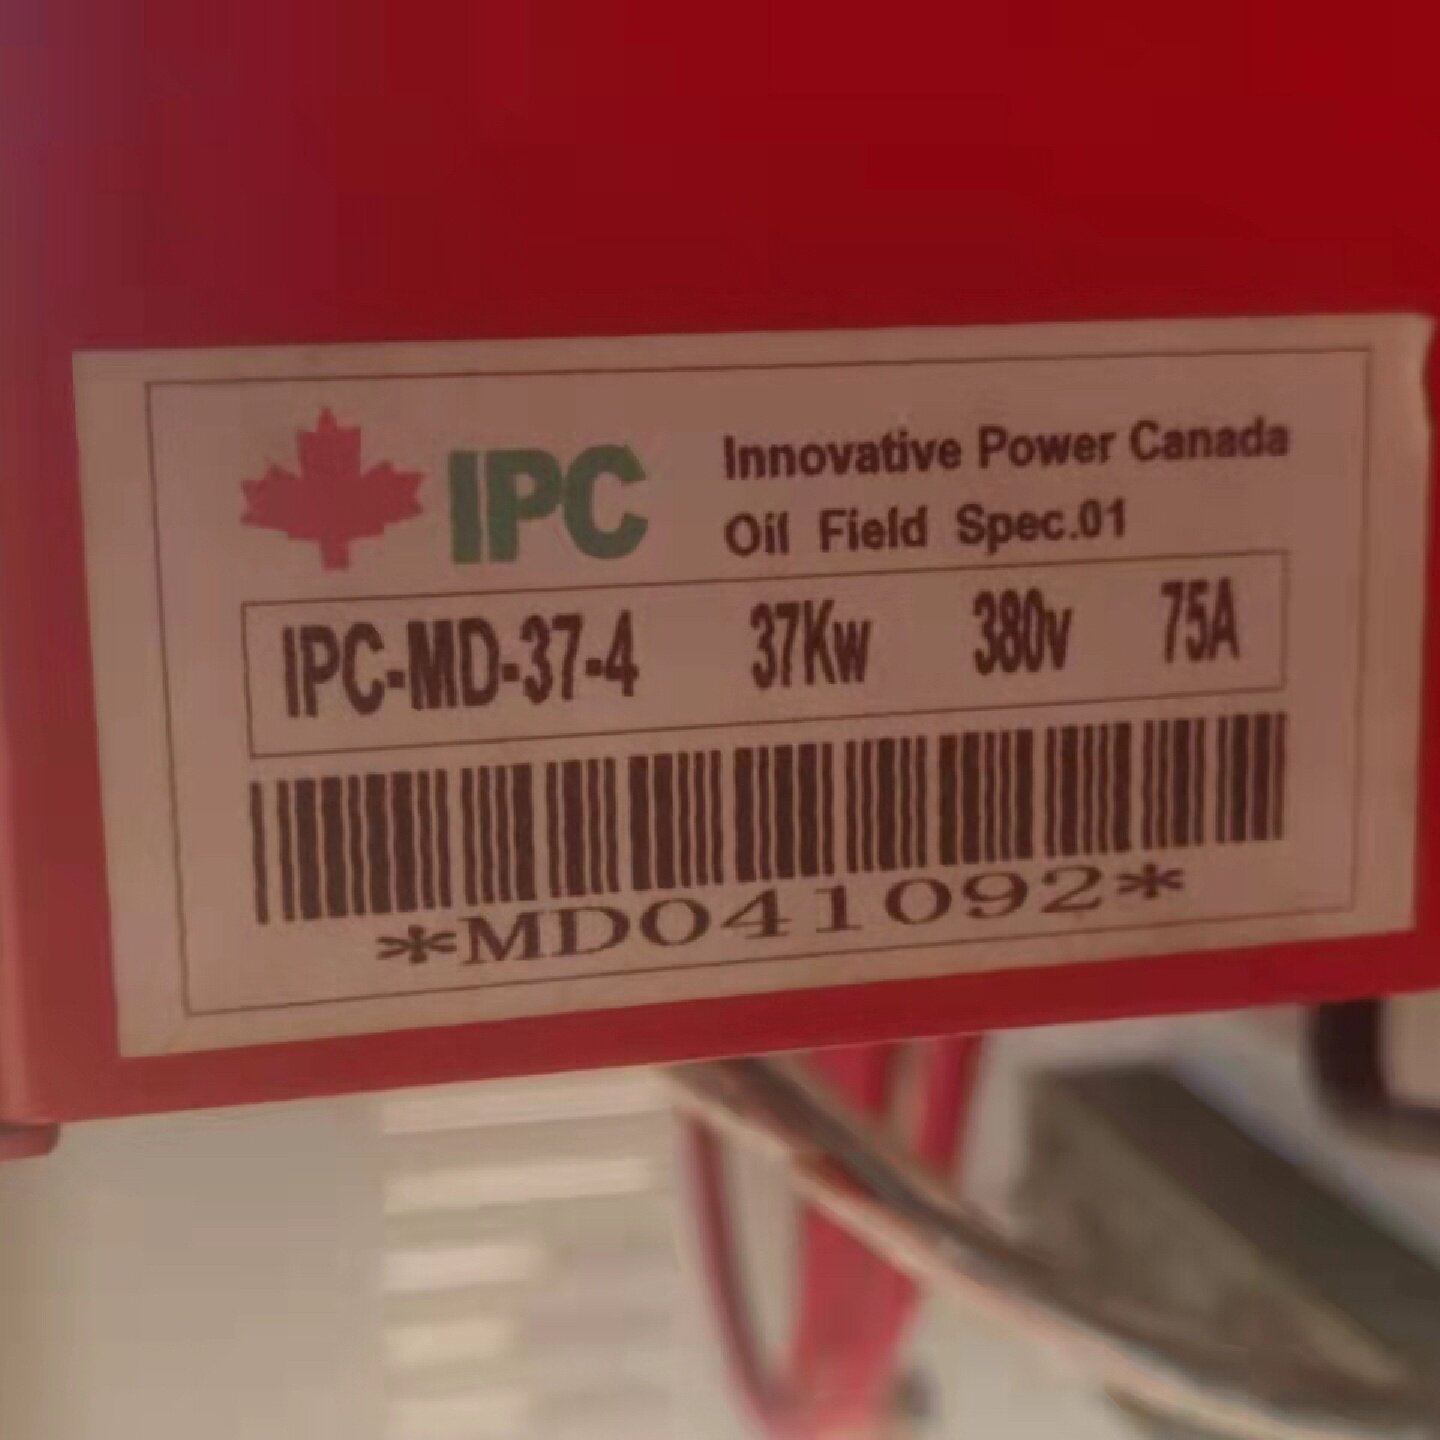 IPC
Innovative Power Canada
Oil Field Spec.01
IPC-MD-37-4 37Kw 380v 75A
*MD041092*